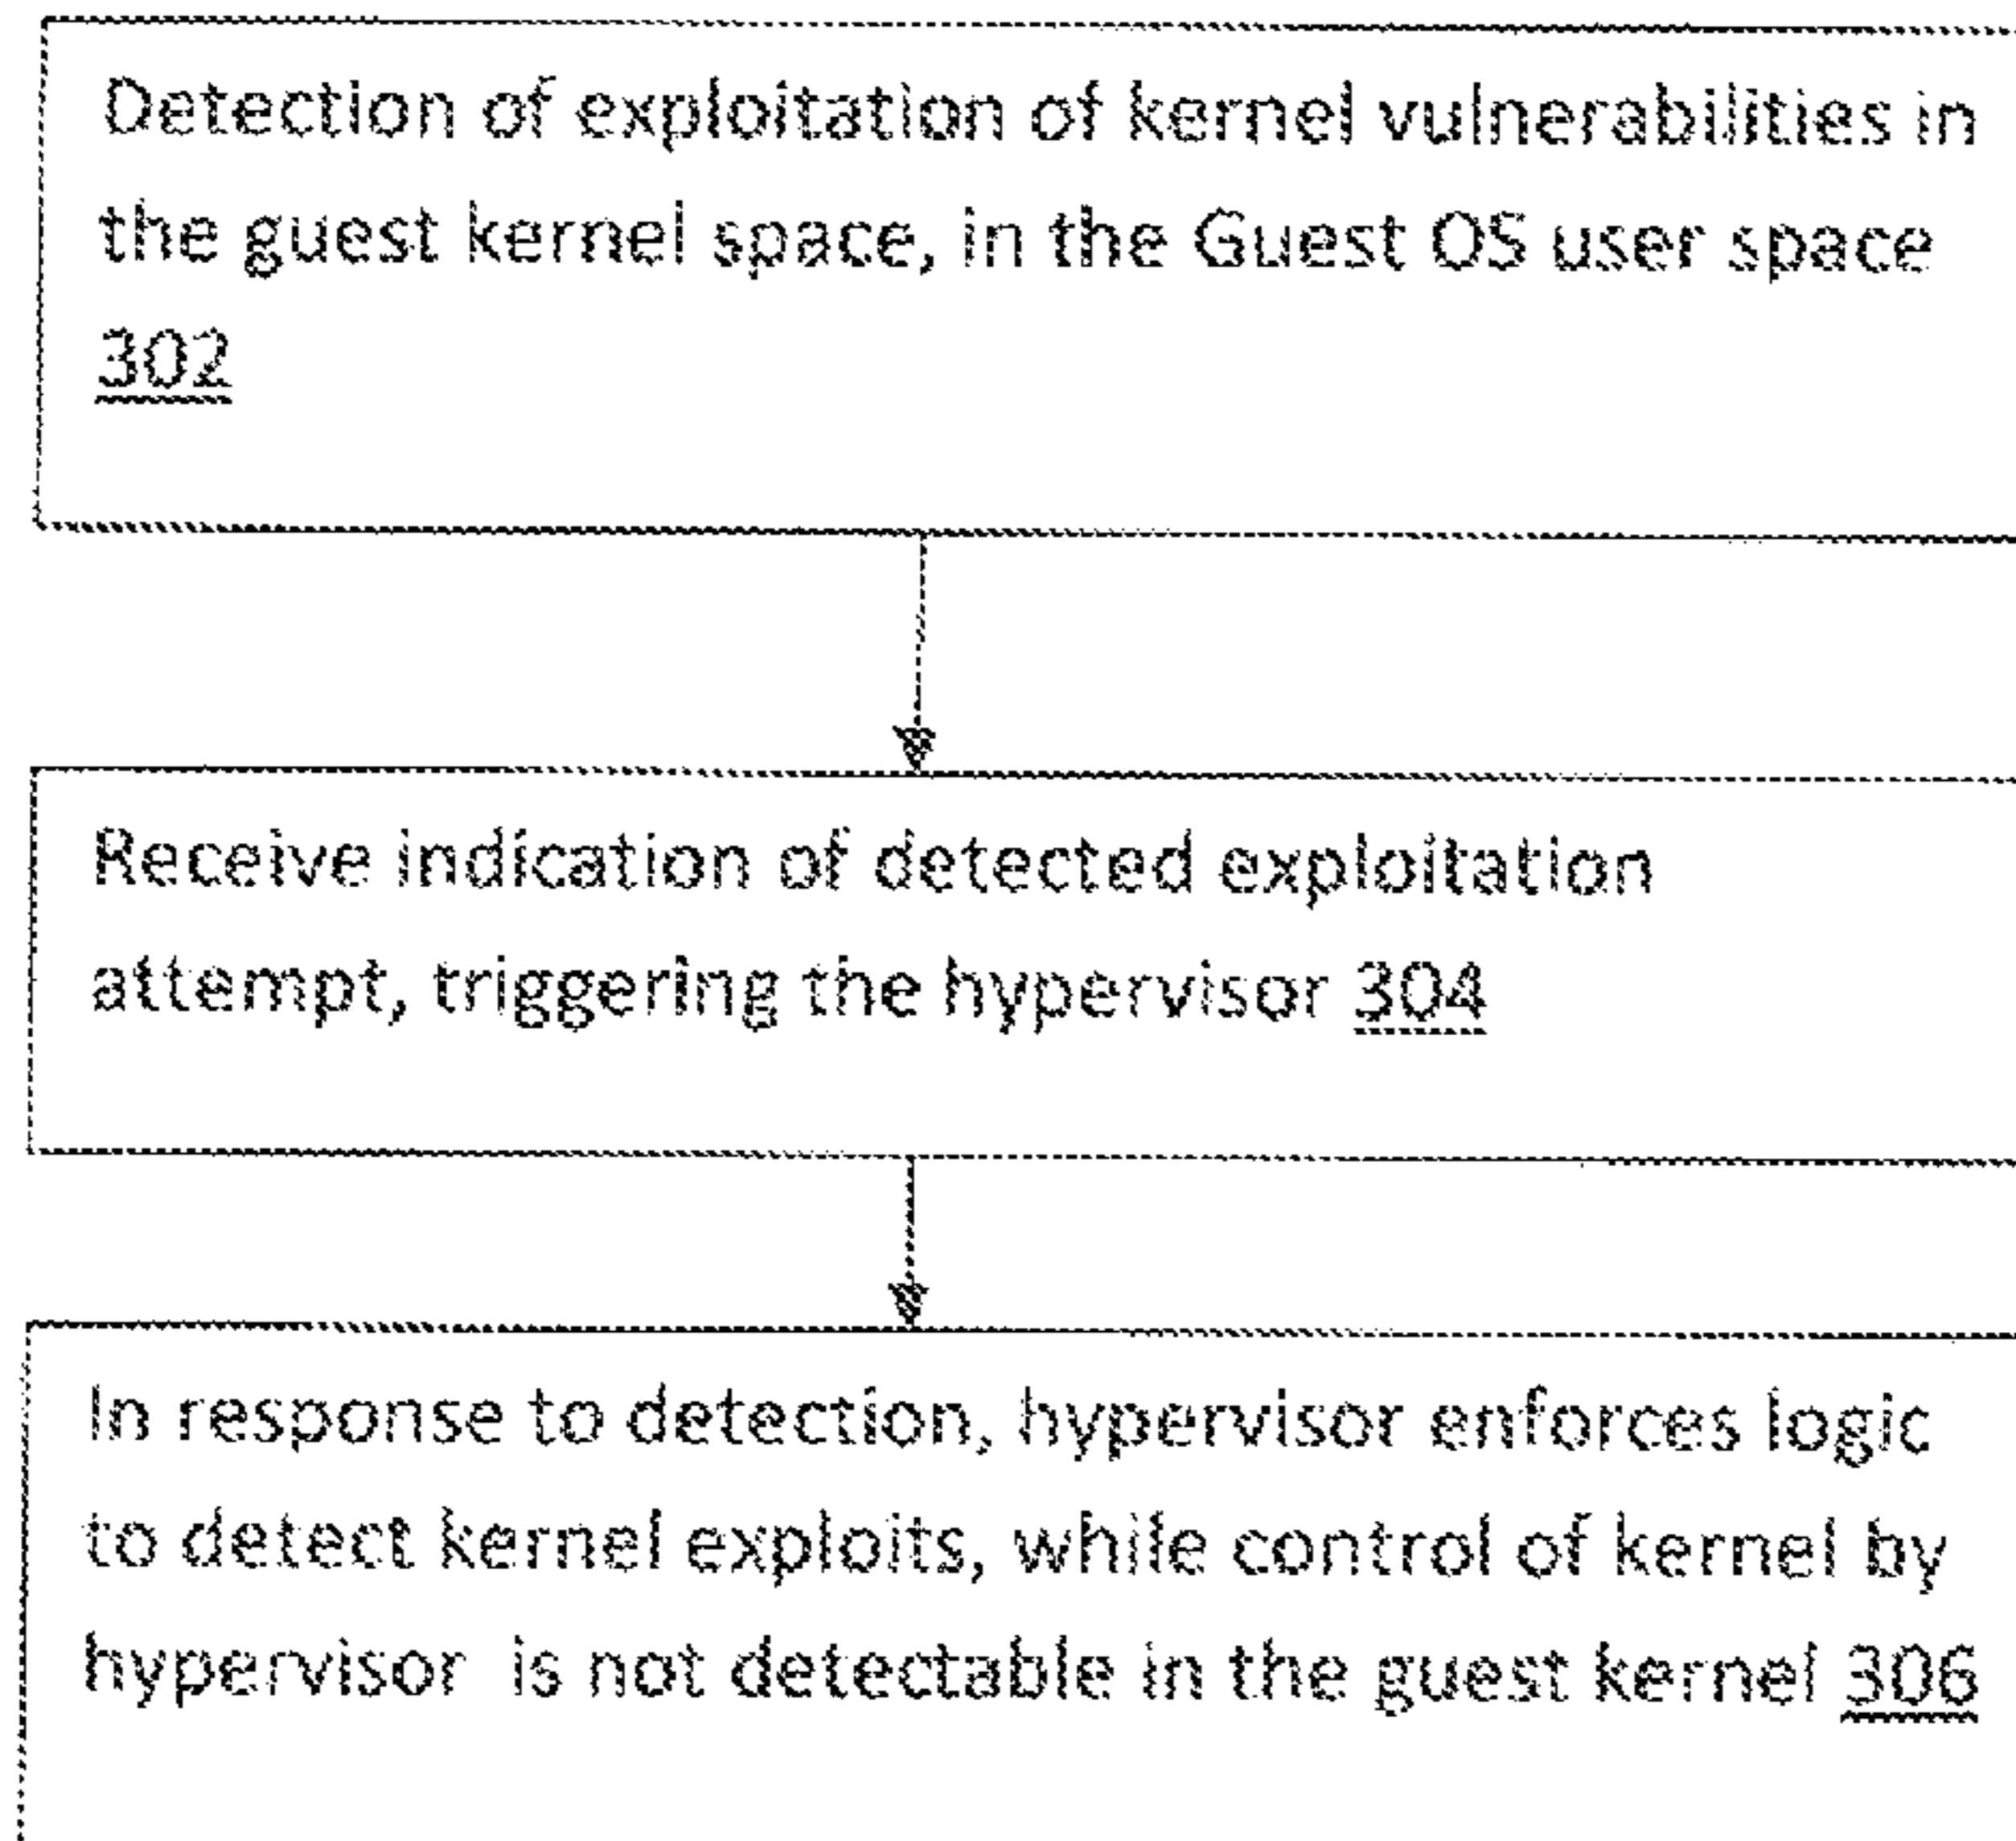 Detection of exploitation of kernel vulnerabilities in
the guest kernel space, in the Guest OS user space
302
Receive indication of detected exploitation
attempt, triggering the hypervisor 304
In response to detection, hypervisor enforces logic
to detect kernel exploits, while control of kernel by
hypervisor is not detectable in the guest kernel 306